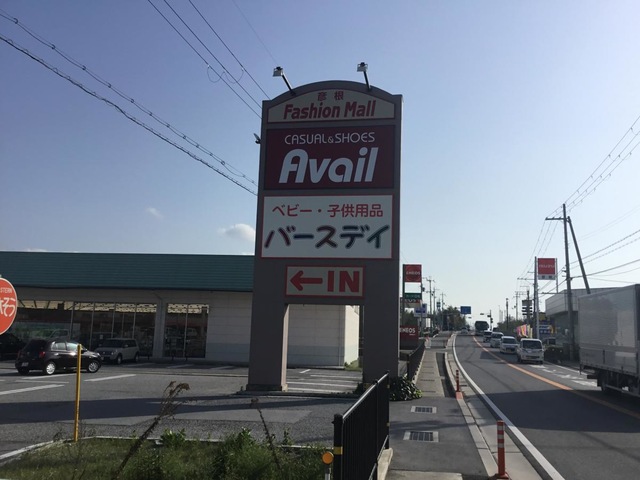 彦根
Fashion Mall
CASUAL&SHOES
Avail
ベビー・子供用品
バースデイ
←IN
ENEOS